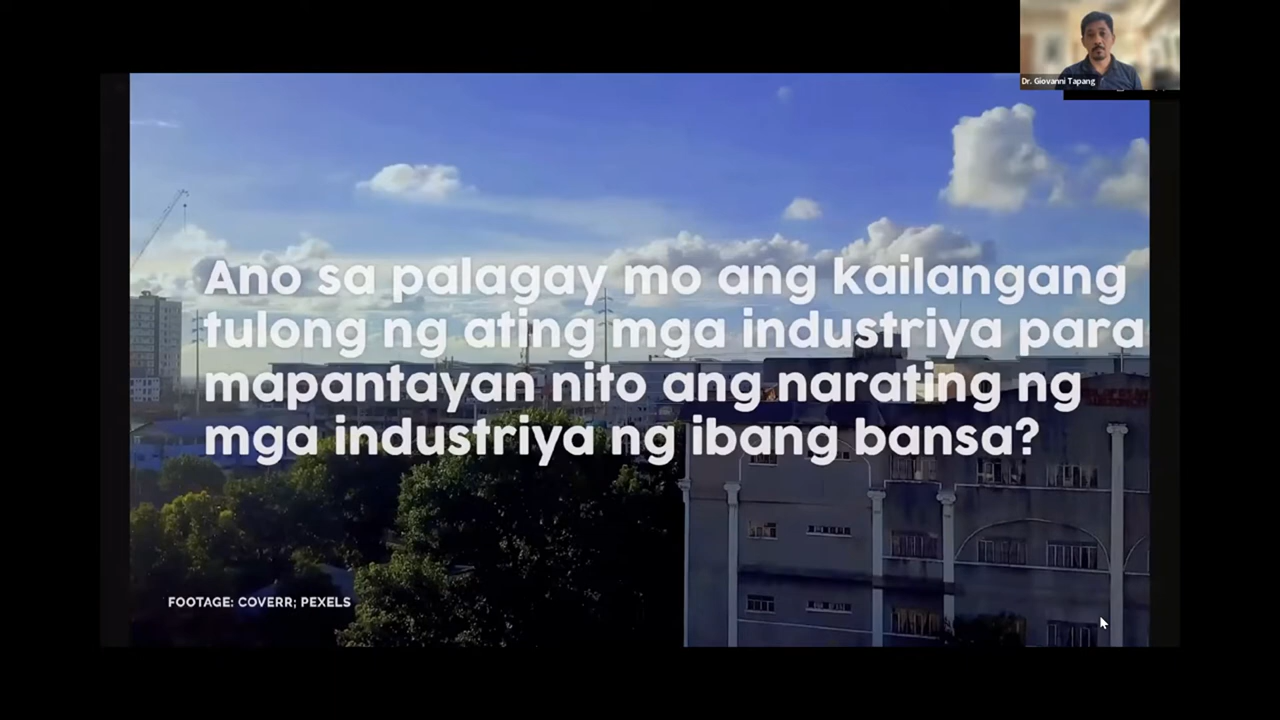 Dr. Giovanni Tapang
Ano sa palagay mo ang kailangang
tulong ng ating mga industriya para
mapantayan nito ang narating ng
mga industriya ng ibang bansa?
FOOTAGE: COVERR; PEXELS